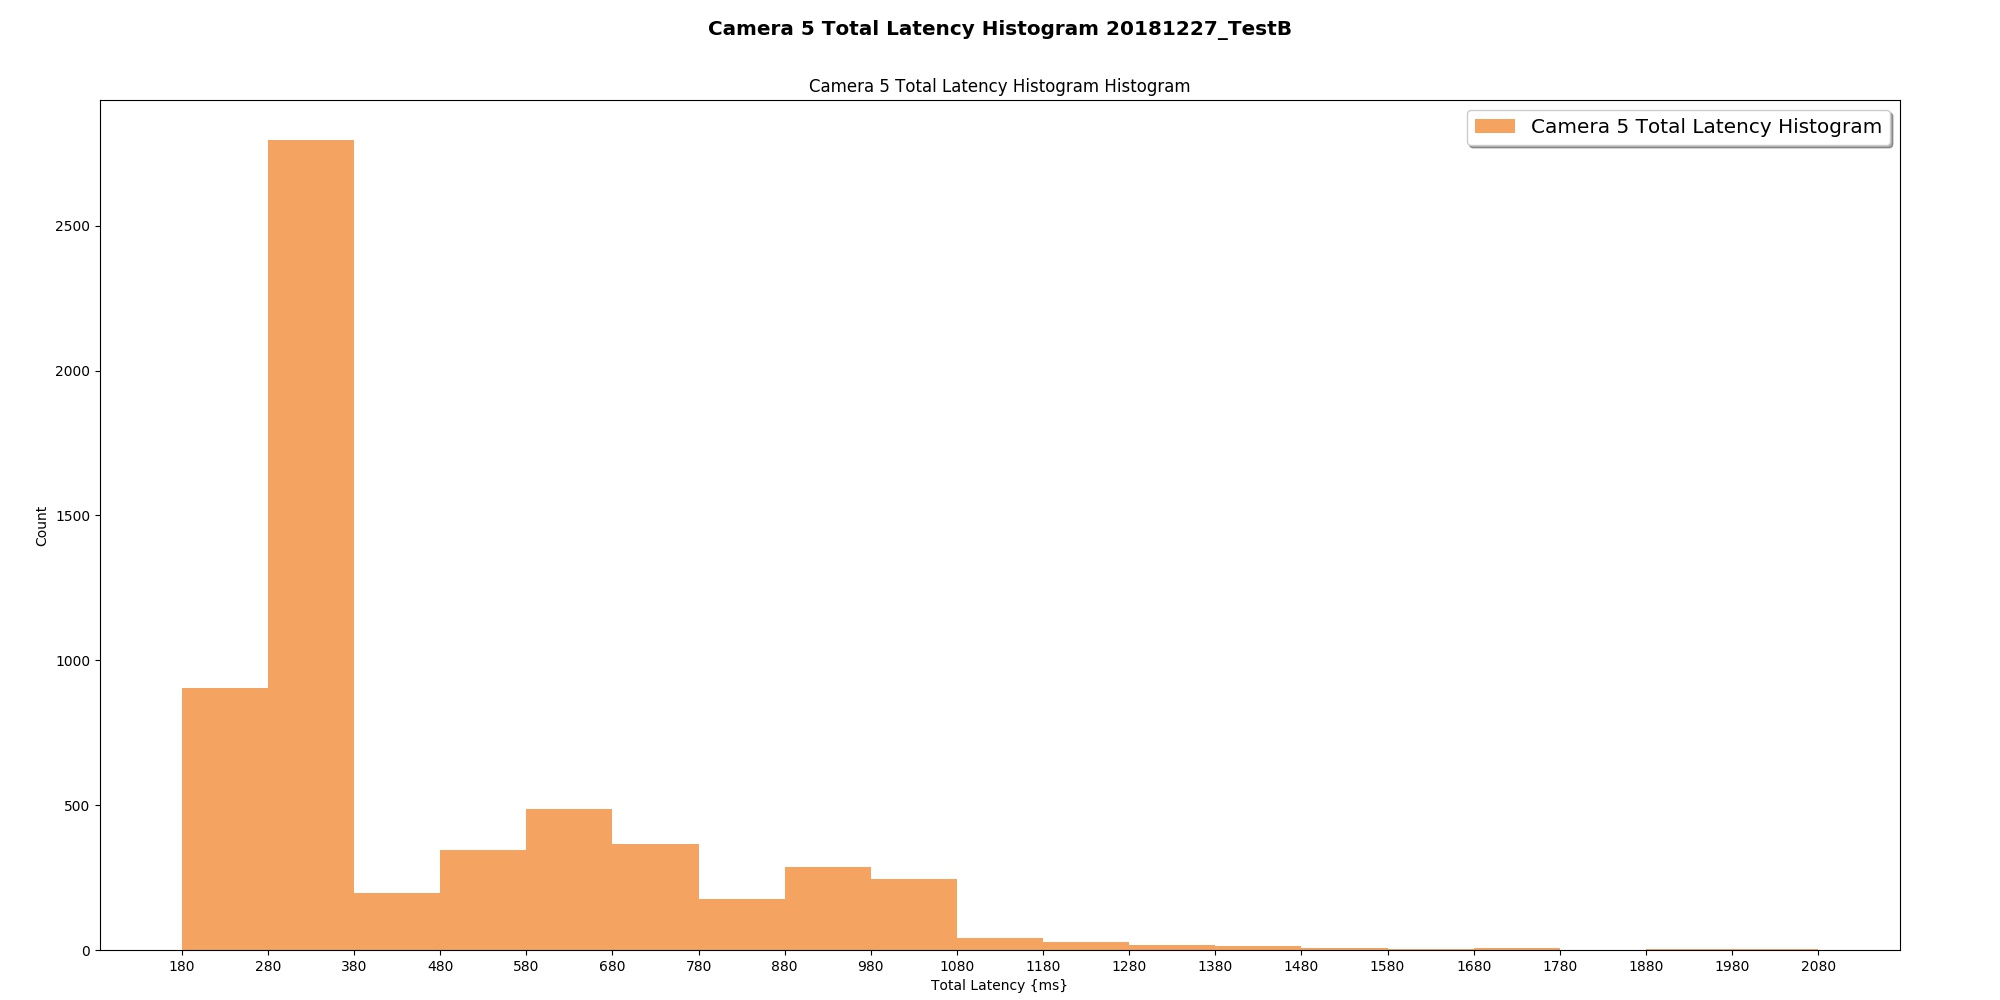 Camera 5 Total Latency Histogram 20181227_TestB
Camera 5 Total Latency Histogram Histogram
Camera 5 Total Latency Histogram
2500
2000
1500
1000
500
0
Count
180 280 380 480 580 680 780 880 980 1080 1180 1280 1380 1480 1580 1680 1780 1880 1980 2080
Total Latency {ms}